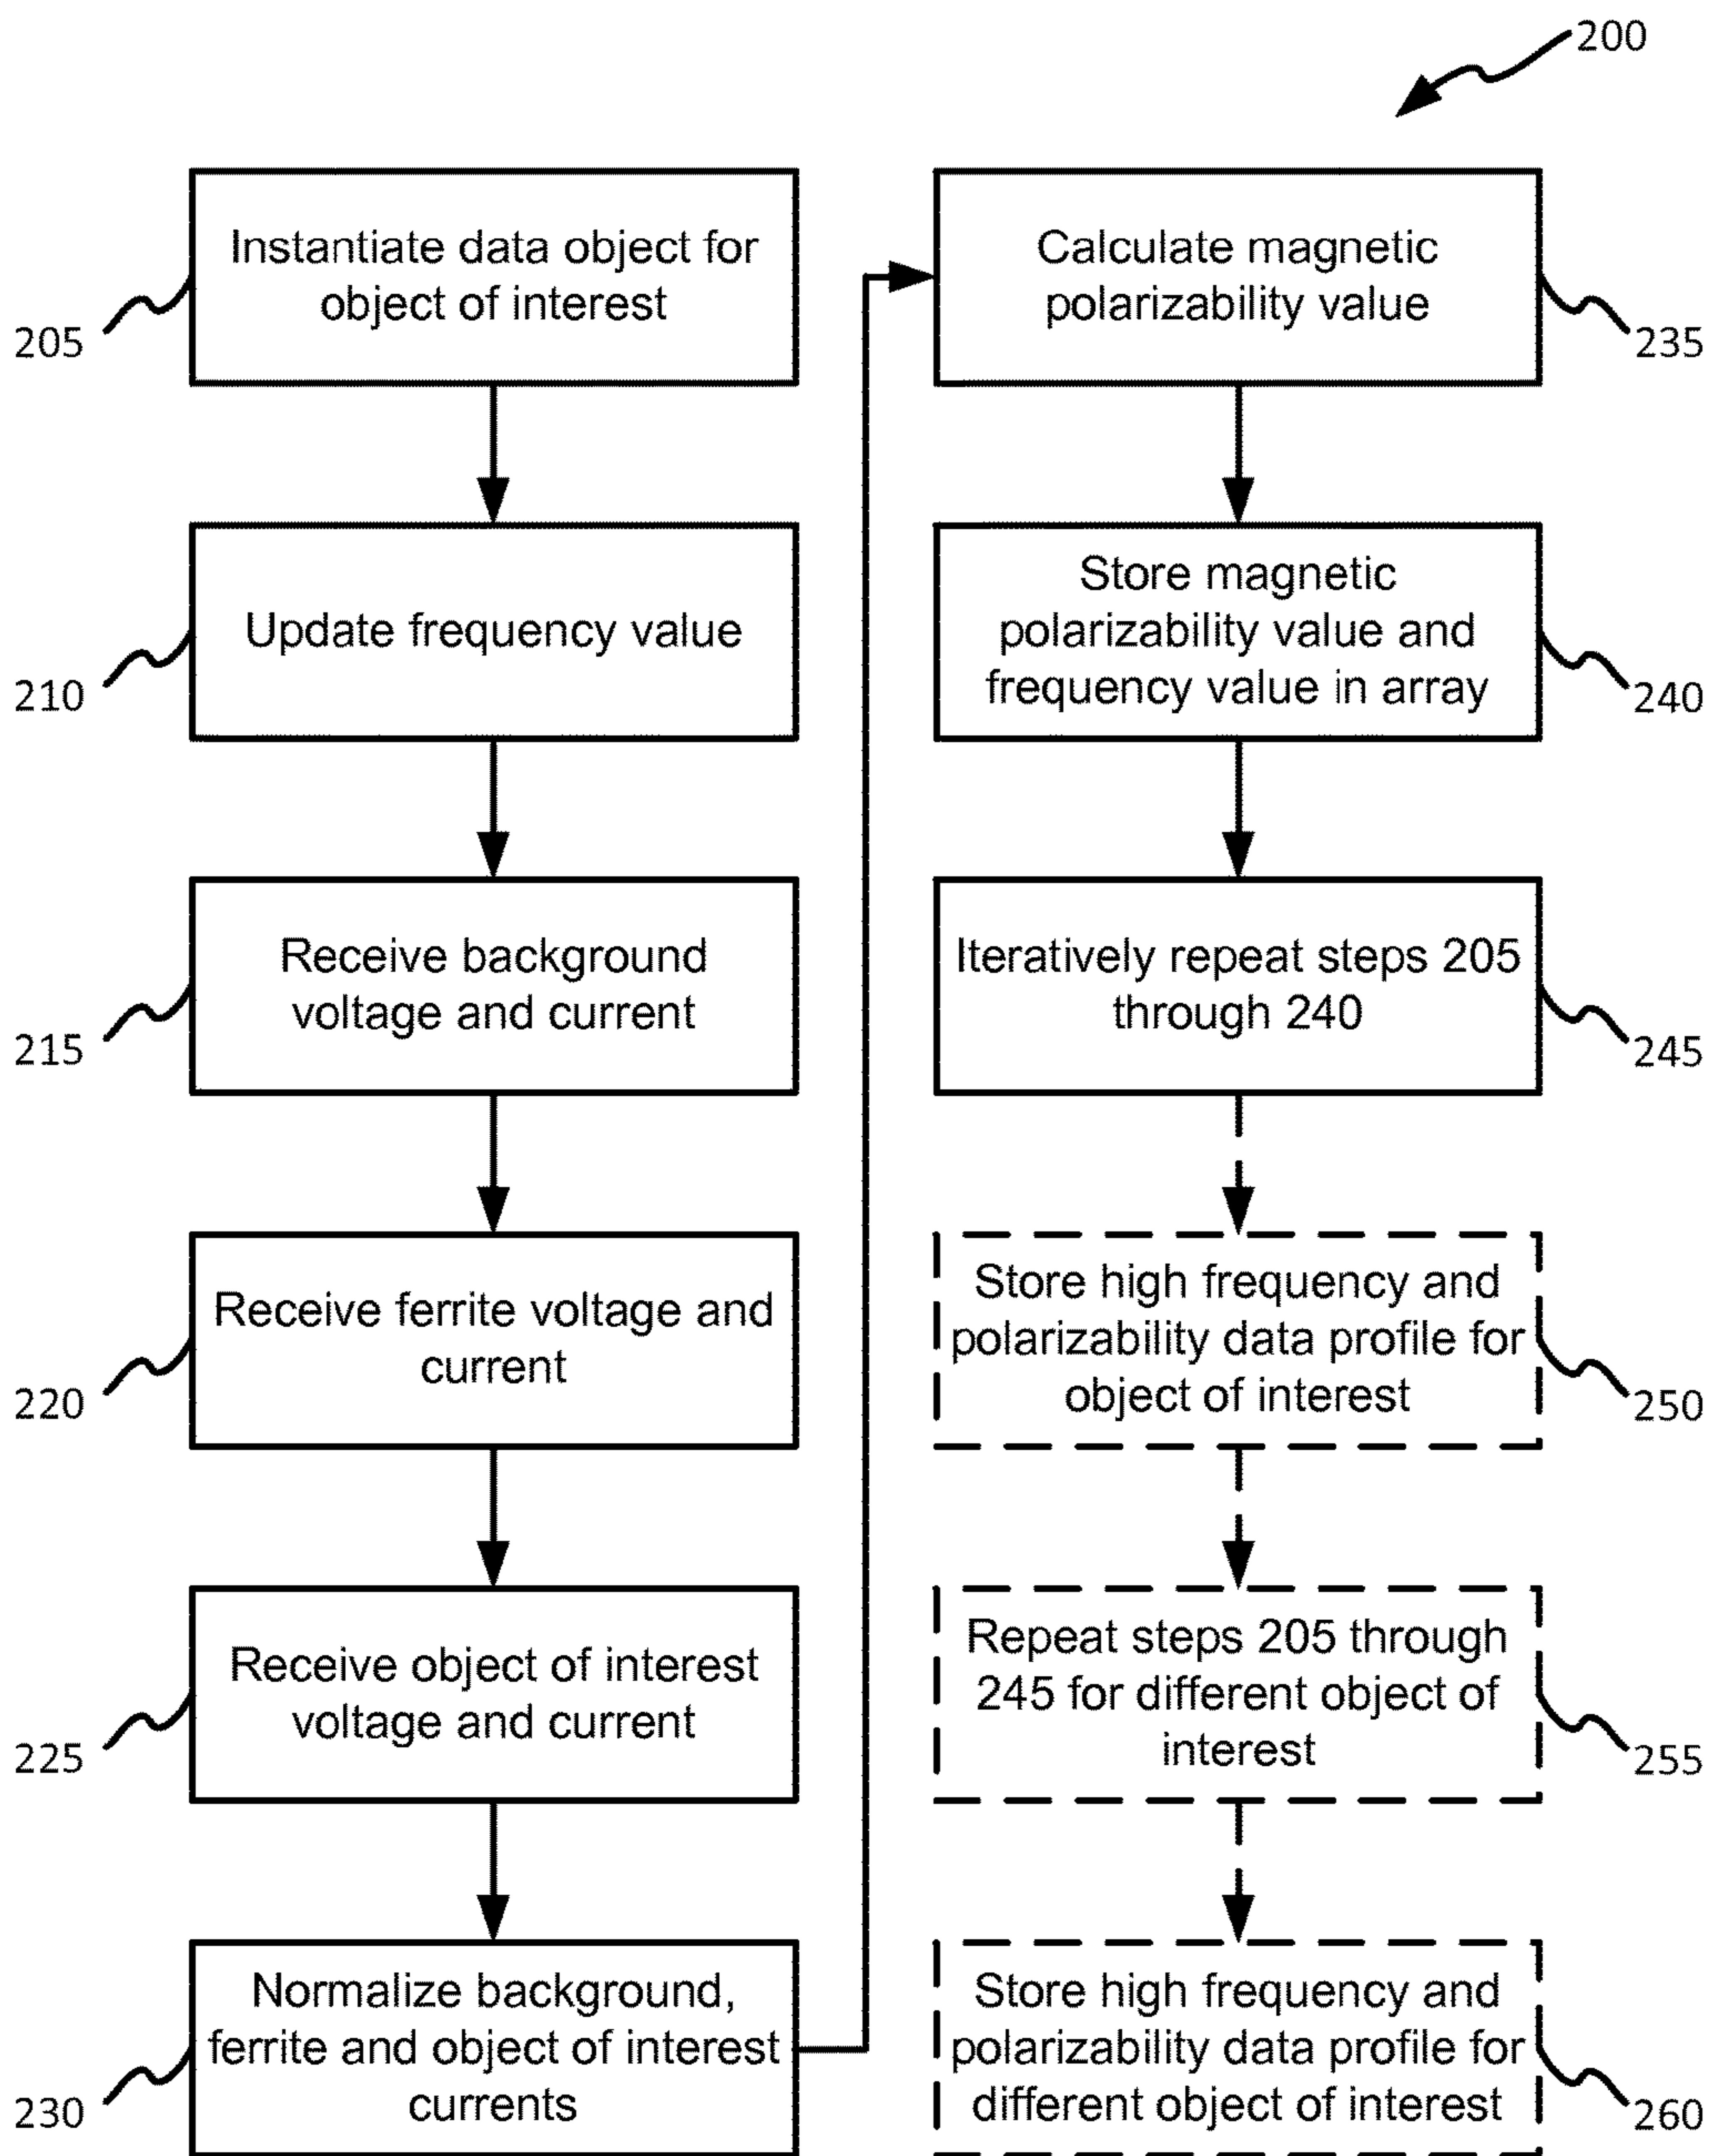 200
Instantiate data object for
object of interest
205
Update frequency value
210
Receive background
voltage and current
215
Receive ferrite voltage and
current
220
Receive object of interest
voltage and current
225
Normalize background,
ferrite and object of interest
currents
230
Calculate magnetic
polarizability value
235
Store magnetic
polarizability value and
frequency value in array
240
Iteratively repeat steps 205
through 240
245
Store high frequency and
polarizability data profile for
object of interest
250
Repeat steps 205 through
245 for different object of
interest
255
Store high frequency and
polarizability data profile for
different object of interest
260